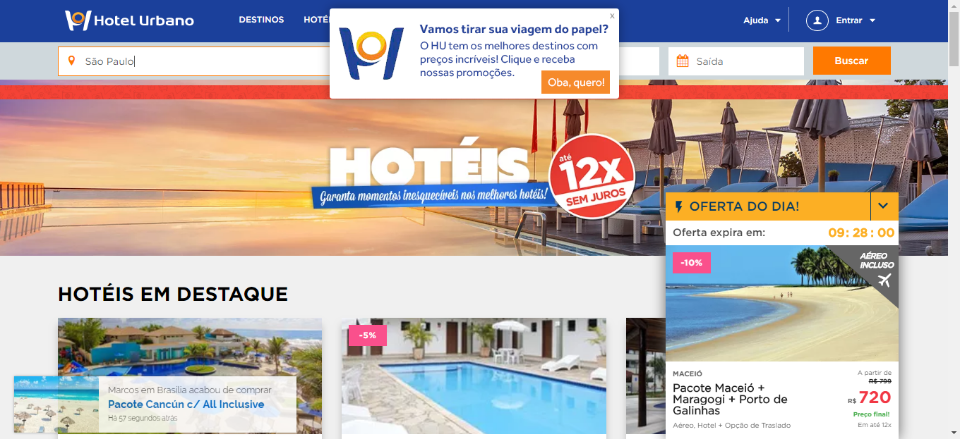 Hotel Urbano
DESTINOS
HOTÉ
Ajuda
Entrar
x
Vamos tirar sua viagem do papel?
O HU tem os melhores destinos com
preços incríveis! Clique e receba
nossas promoções.
Oba, quero!
São Paulo
Saída
Buscar
HOTÉIS
Garanta momentos inesquecíveis nos melhores hotéis!
até
12x
SEM JUROS
OFERTA DO DIA!
Oferta expira em:
09: 28: 00
-10%
AÉREO
INCLUSO
HOTÉIS EM DESTAQUE
-5%
Marcos em Brasília acabou de comprar
Pacote Cancún c/ All Inclusive
Há 57 segundos atrás
MACEIÓ
Pacote Maceió +
Maragogi + Porto de
Galinhas
Aéreo, Hotel + Opção de Traslado
A partir de
R$ 799
R$ 720
Preço final!
Em até 12x